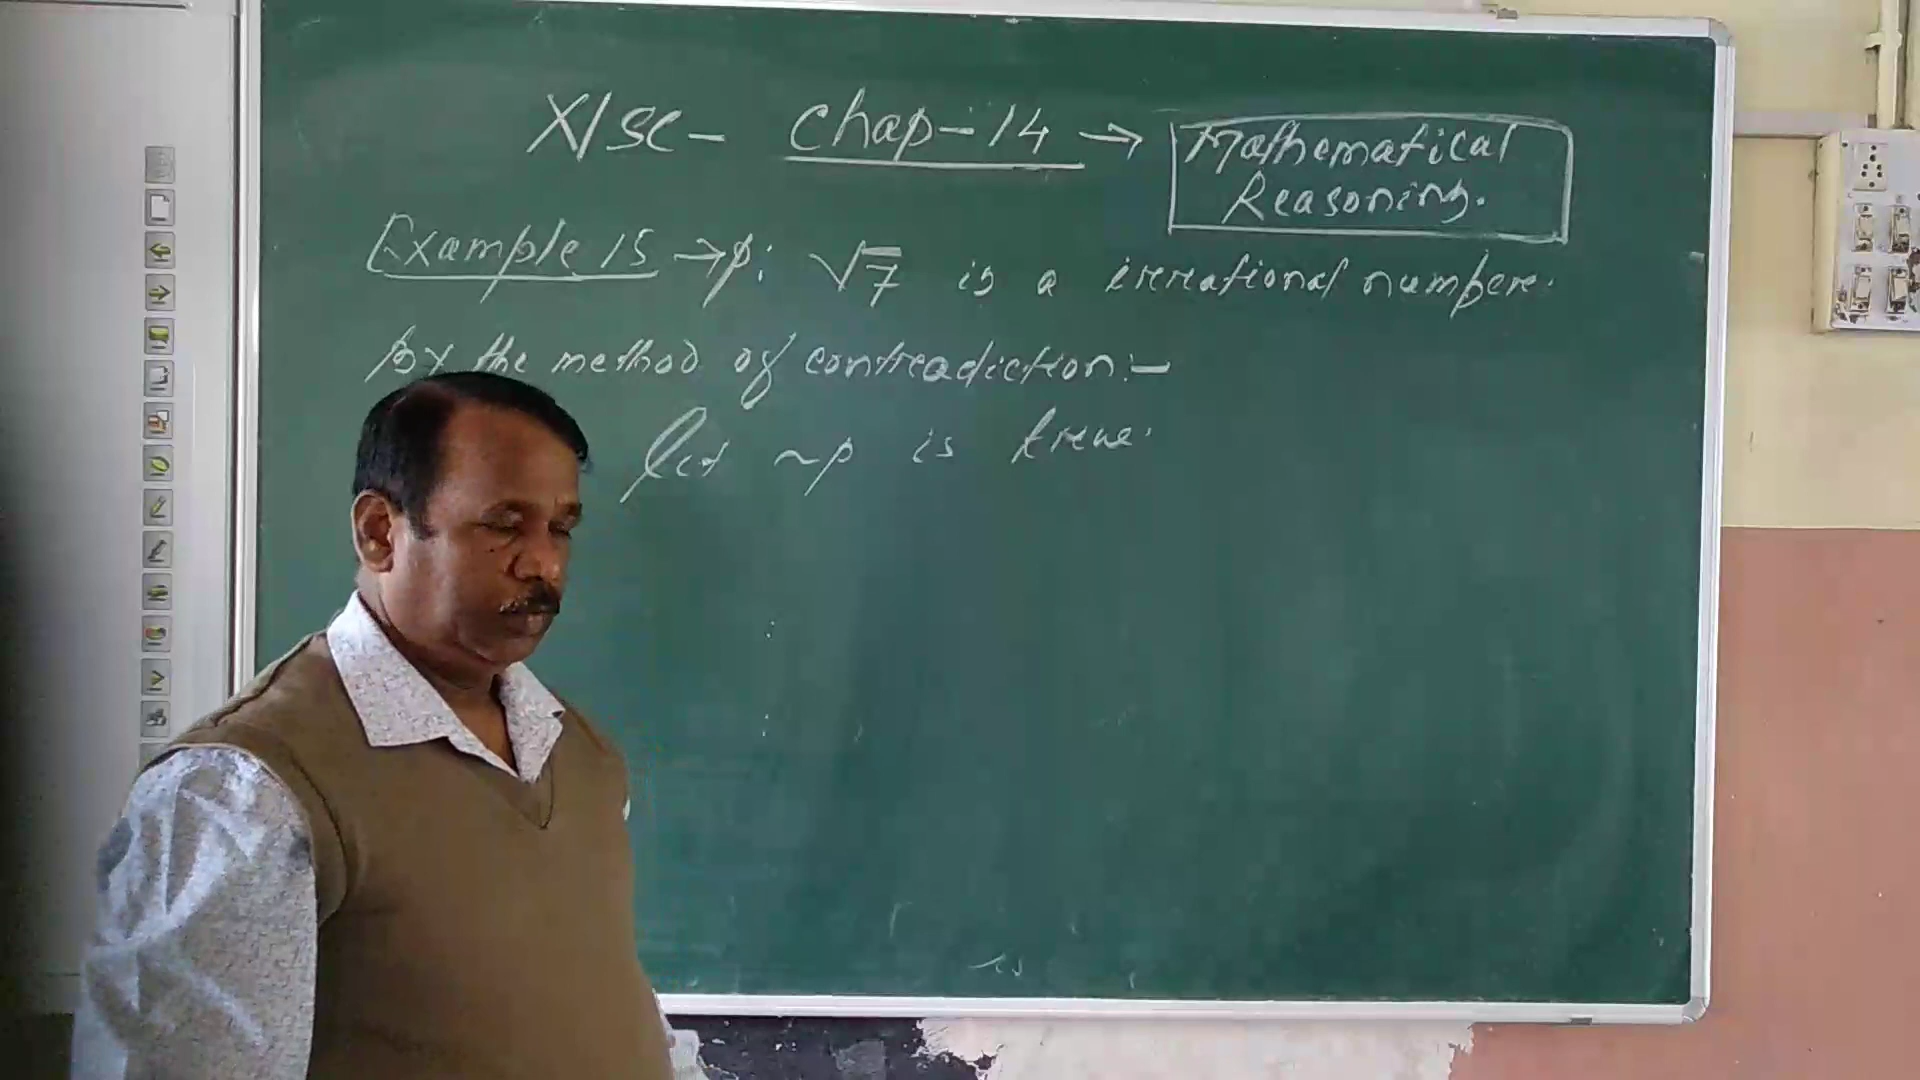 XI SC - Chap-14 → Mathematical
Reasoning.
Example 15 → p: √7 is a irrational number.
By the method of contradiction:-
Let ~p is true.